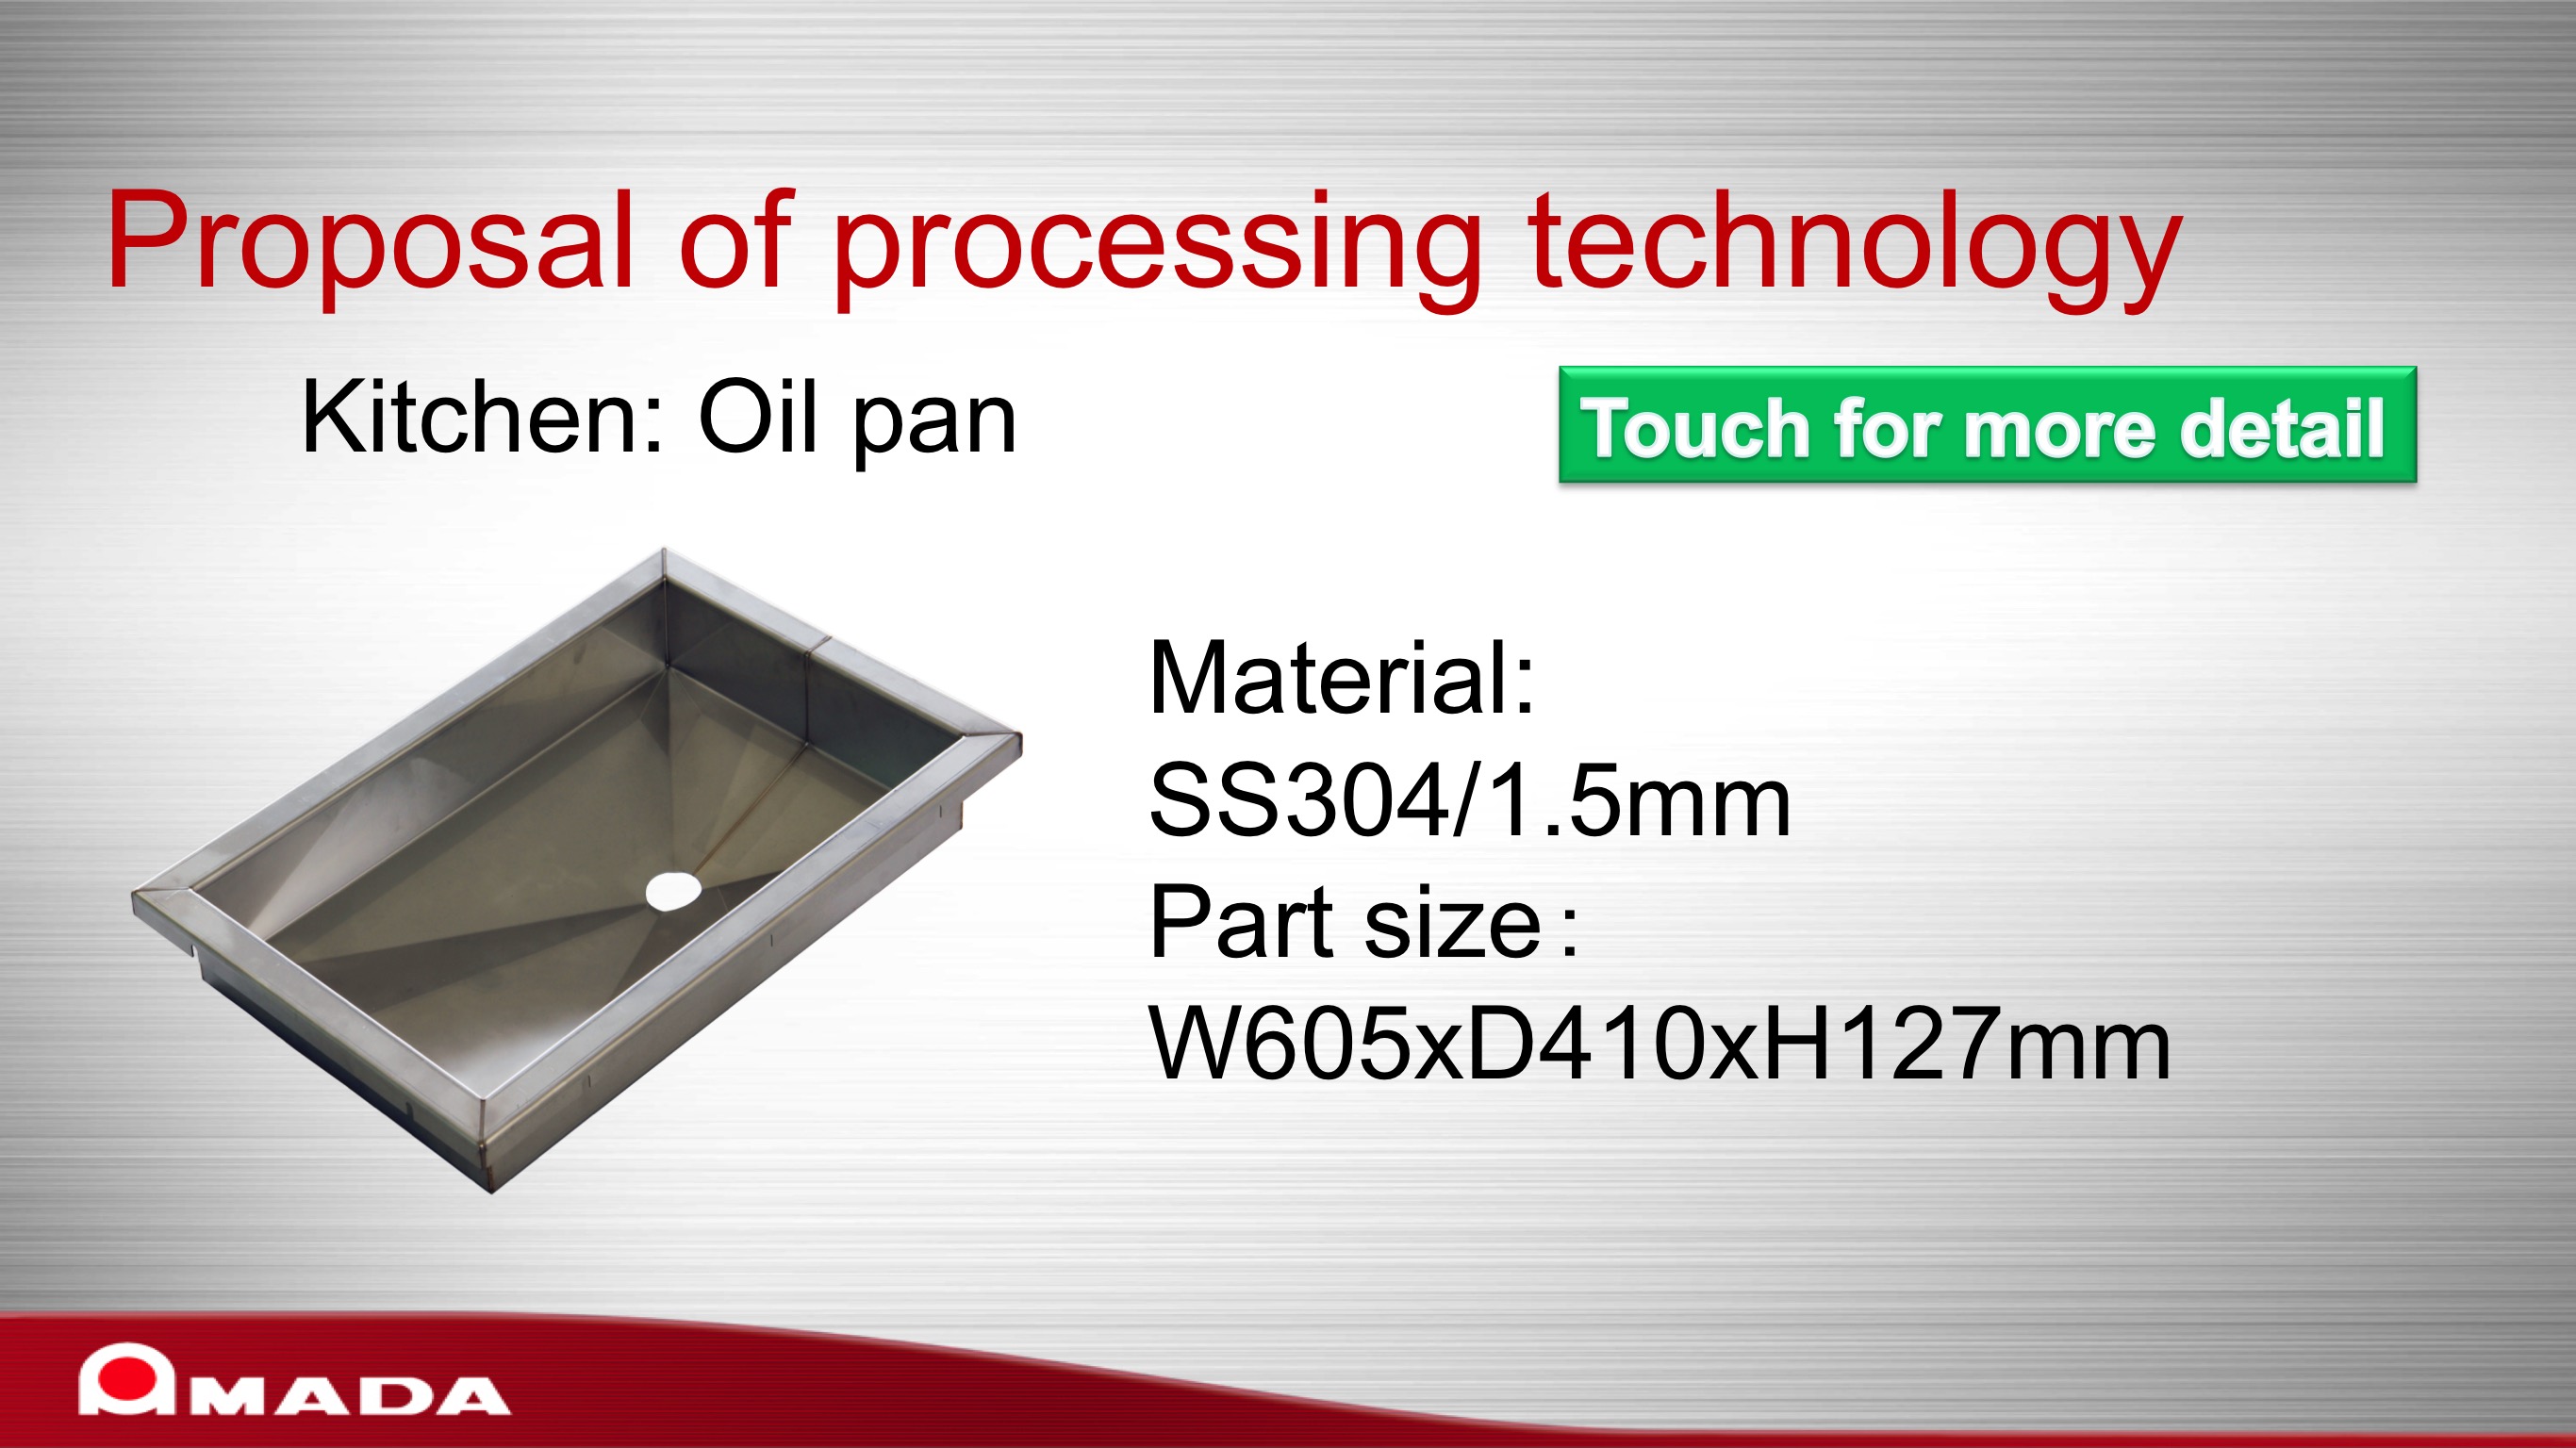 Proposal of processing technology
Kitchen: Oil pan
Touch for more detail
Material:
SS304/1.5mm
Part size：
W605xD410xH127mm
AMADA